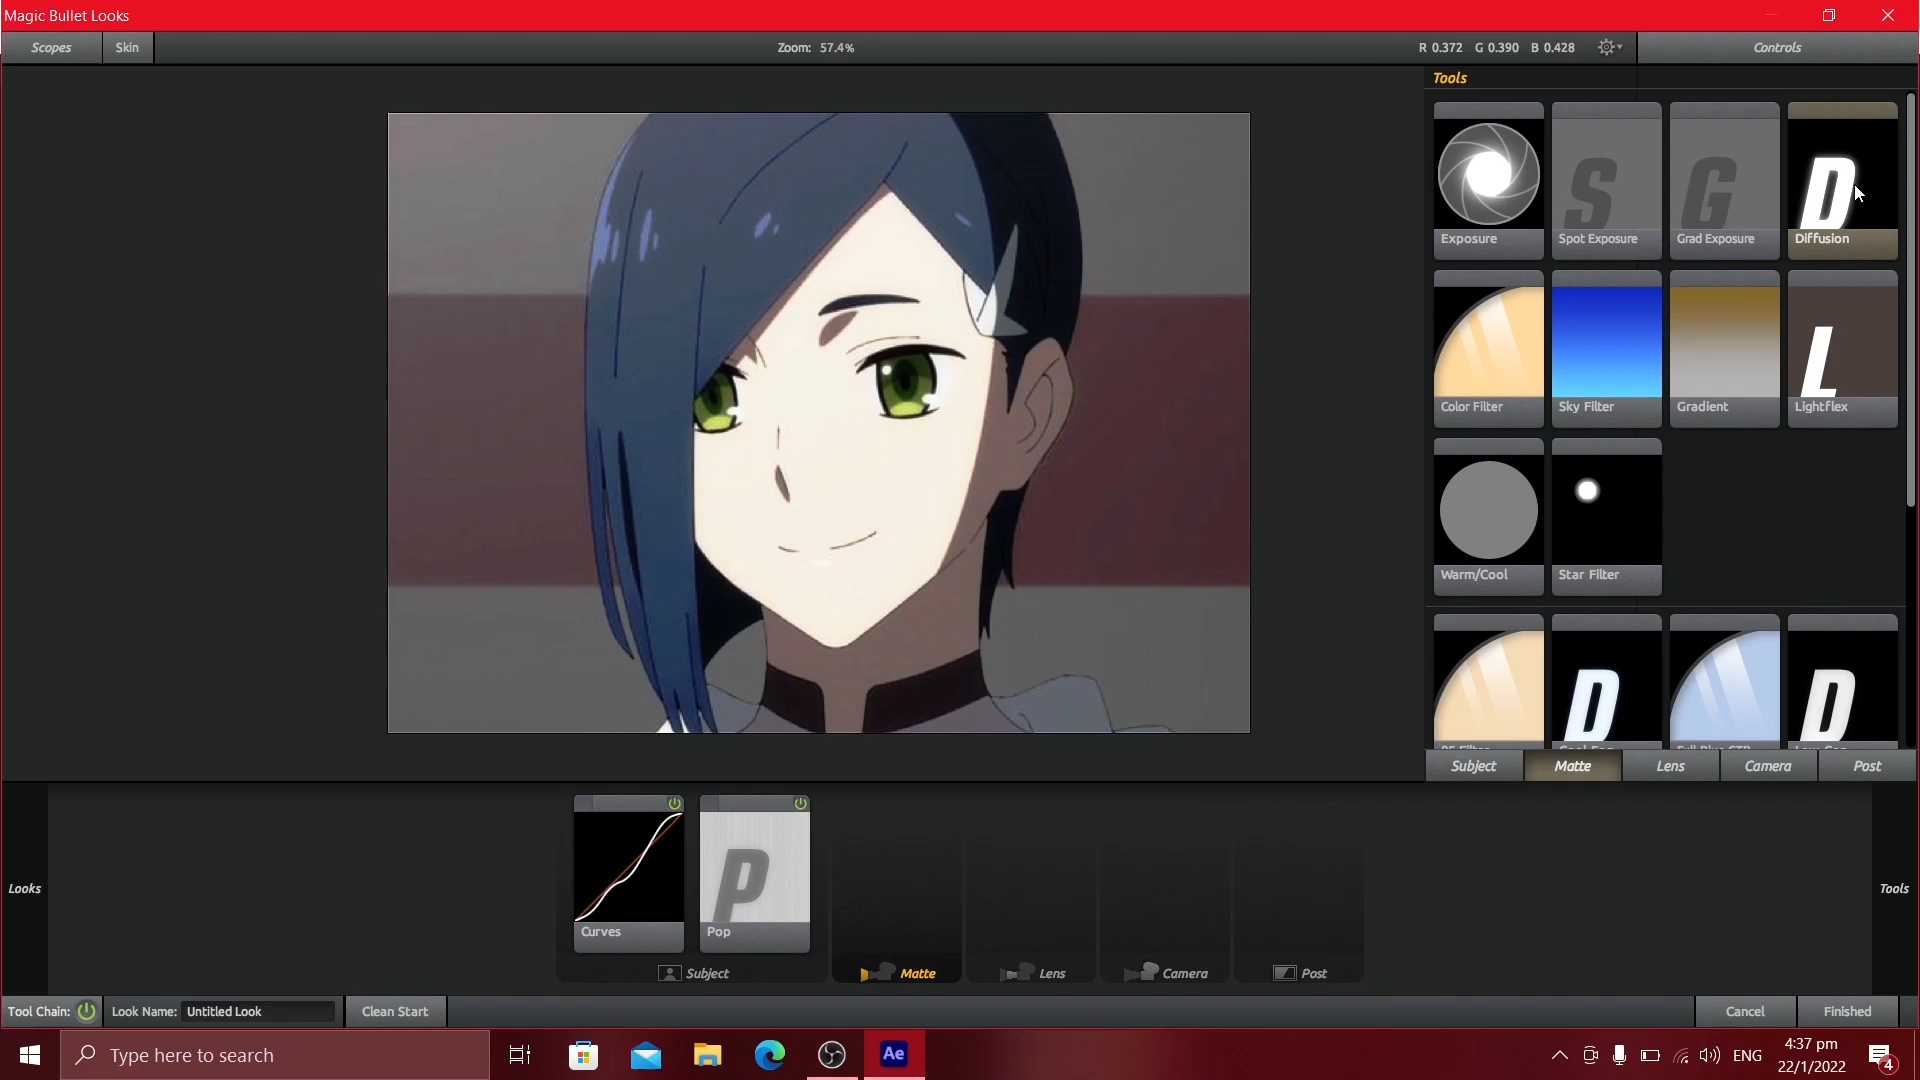 Magic Bullet Looks
Scopes
Skin
Zoom: 57.4%
R 0.372 G 0.390 B 0.428
Controls
Tools
S
G
D
Exposure
Spot Exposure
Grad Exposure
Diffusion
L
Color Filter
Sky Filter
Gradient
Lightflex
Warm/Cool
Star Filter
D
D
Subject
Matte
Lens
Camera
Post
P
Curves
Pop
Looks
Tools
Subject
Matte
Lens
Camera
Post
Tool Chain:
Look Name: Untitled Look
Clean Start
Cancel
Finished
Type here to search
Ae
ENG
4:37 pm
22/1/2022
4